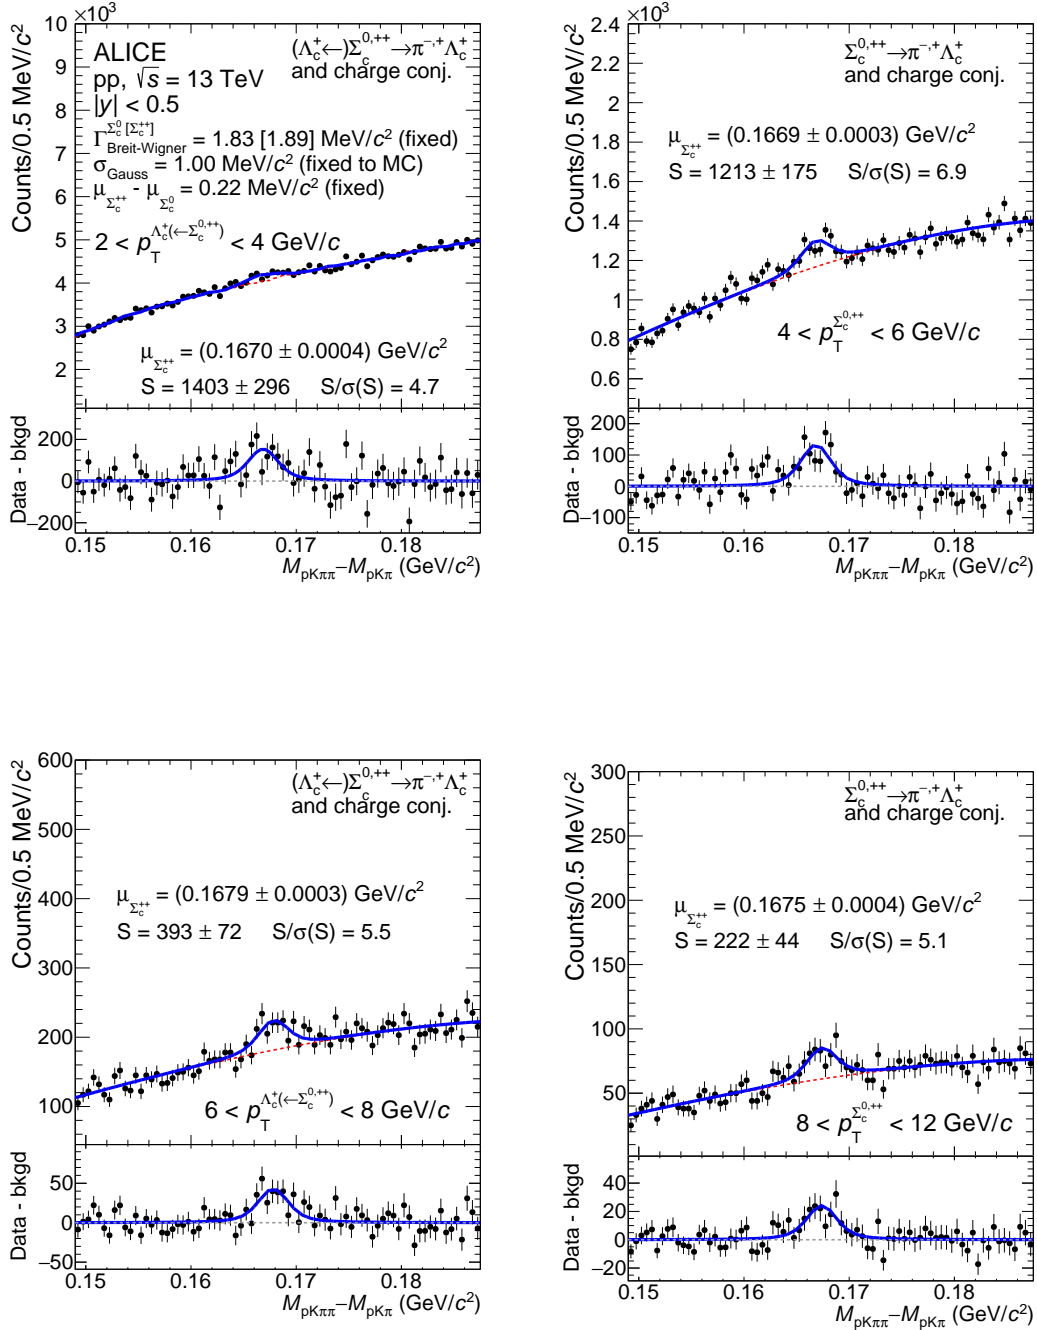 ×10³
Counts/0.5 MeV/c²
10
9
8
7
6
5
4
3
2
ALICE
pp, √s = 13 TeV
|y| < 0.5
(Λc⁺←)Σc⁰,⁺⁺→π⁻,⁺Λc⁺
and charge conj.
Γ Breit-Wigner Σc⁰ [Σc⁺⁺] = 1.83 [1.89] MeV/c² (fixed)
σGauss = 1.00 MeV/c² (fixed to MC)
μΣc⁺⁺ - μΣc⁰ = 0.22 MeV/c² (fixed)
2 < pT Λc⁺(←Σc⁰,⁺⁺) < 4 GeV/c
μΣc⁺⁺ = (0.1670 ± 0.0004) GeV/c²
S = 1403 ± 296 S/σ(S) = 4.7
Data - bkgd
200
0
−200
0.15 0.16 0.17 0.18
MpKππ−MpKπ (GeV/c²)
×10³
Counts/0.5 MeV/c²
2.4
2.2
2
1.8
1.6
1.4
1.2
1
0.8
0.6
Σc⁰,⁺⁺→π⁻,⁺Λc⁺
and charge conj.
μΣc⁺⁺ = (0.1669 ± 0.0003) GeV/c²
S = 1213 ± 175 S/σ(S) = 6.9
4 < pT Σc⁰,⁺⁺ < 6 GeV/c
Data - bkgd
200
100
0
−100
0.15 0.16 0.17 0.18
MpKππ−MpKπ (GeV/c²)
Counts/0.5 MeV/c²
600
500
400
300
200
100
(Λc⁺←)Σc⁰,⁺⁺→π⁻,⁺Λc⁺
and charge conj.
μΣc⁺⁺ = (0.1679 ± 0.0003) GeV/c²
S = 393 ± 72 S/σ(S) = 5.5
6 < pT Λc⁺(←Σc⁰,⁺⁺) < 8 GeV/c
Data - bkgd
50
0
−50
0.15 0.16 0.17 0.18
MpKππ−MpKπ (GeV/c²)
Counts/0.5 MeV/c²
300
250
200
150
100
50
Σc⁰,⁺⁺→π⁻,⁺Λc⁺
and charge conj.
μΣc⁺⁺ = (0.1675 ± 0.0004) GeV/c²
S = 222 ± 44 S/σ(S) = 5.1
8 < pT Σc⁰,⁺⁺ < 12 GeV/c
Data - bkgd
40
20
0
−20
0.15 0.16 0.17 0.18
MpKππ−MpKπ (GeV/c²)